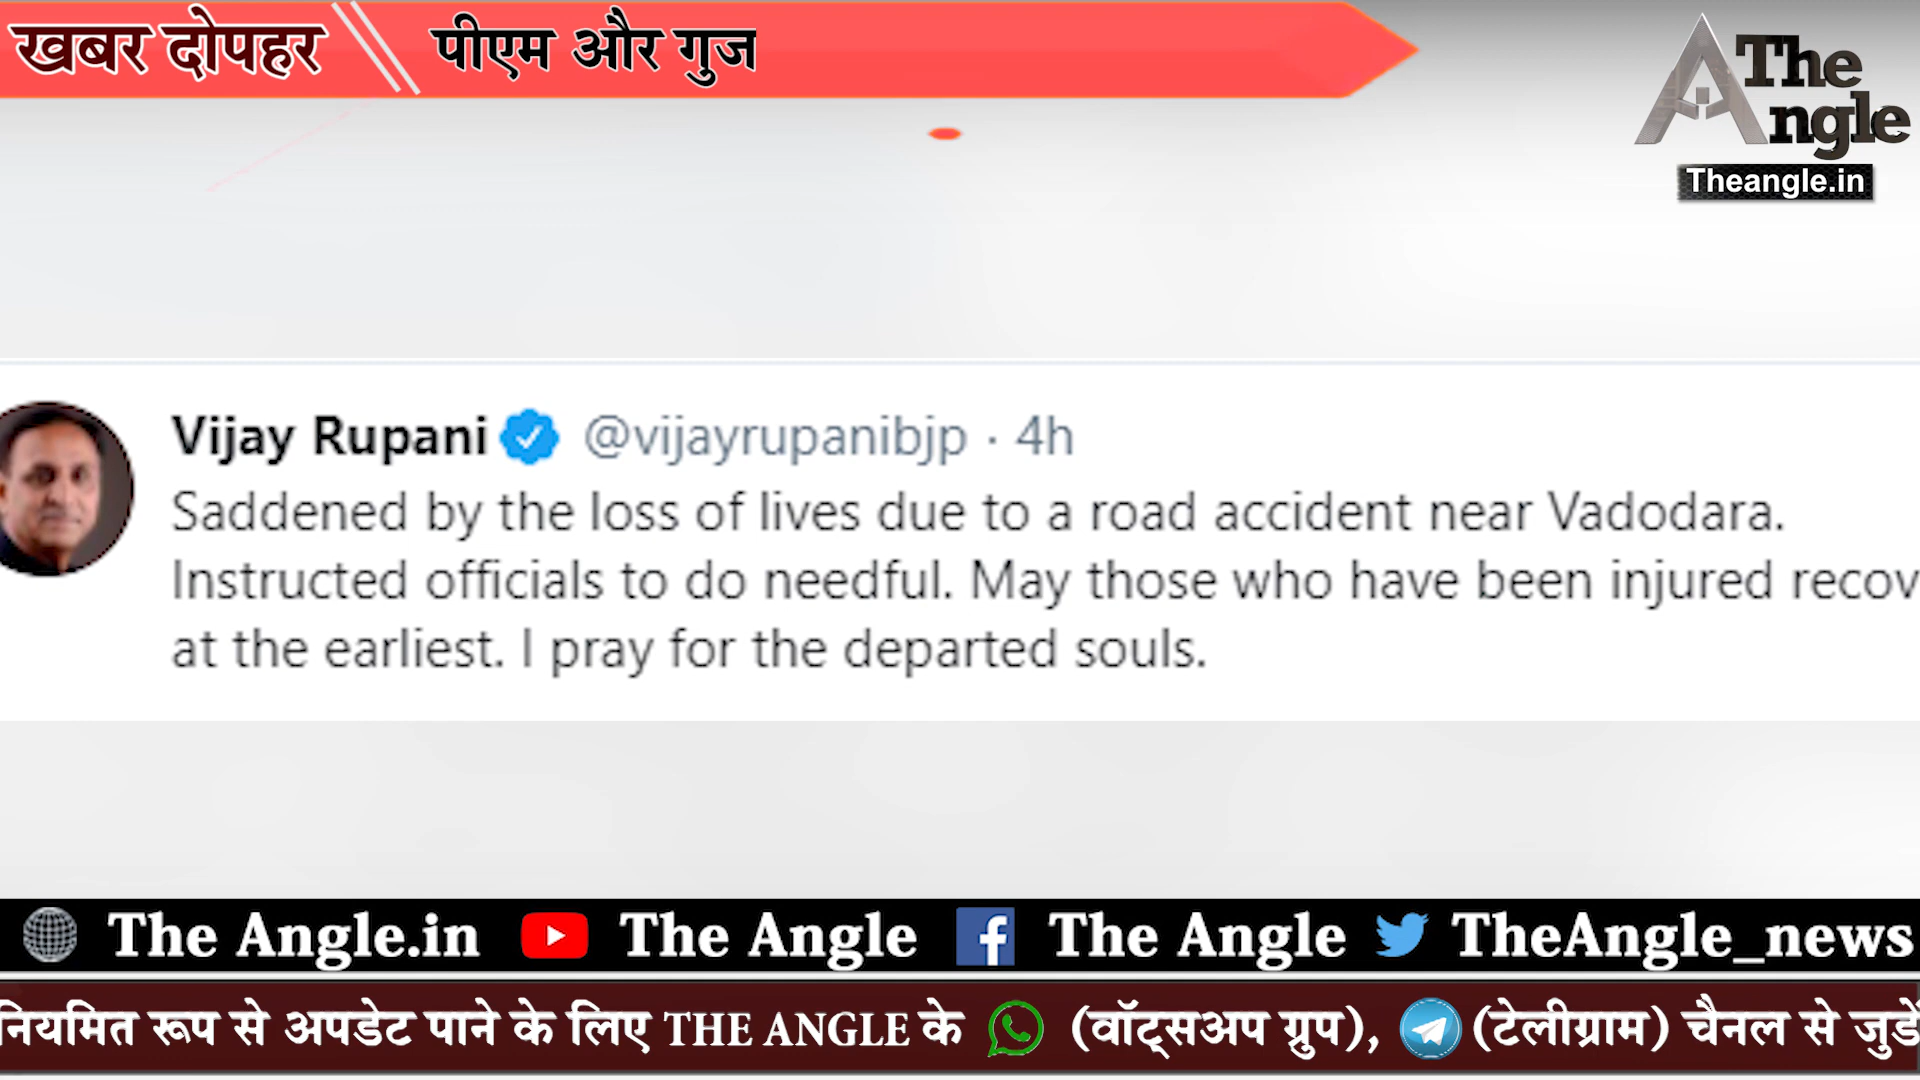 खबर दोपहर
पीएम और गुज
The
Angle
Theangle.in
Vijay Rupani @vijayrupanibjp · 4h
Saddened by the loss of lives due to a road accident near Vadodara.
Instructed officials to do needful. May those who have been injured recov
at the earliest. I pray for the departed souls.
The Angle.in The Angle The Angle TheAngle_news
नियमित रूप से अपडेट पाने के लिए THE ANGLE के (वॉट्सअप ग्रुप), (टेलीग्राम) चैनल से जुडें